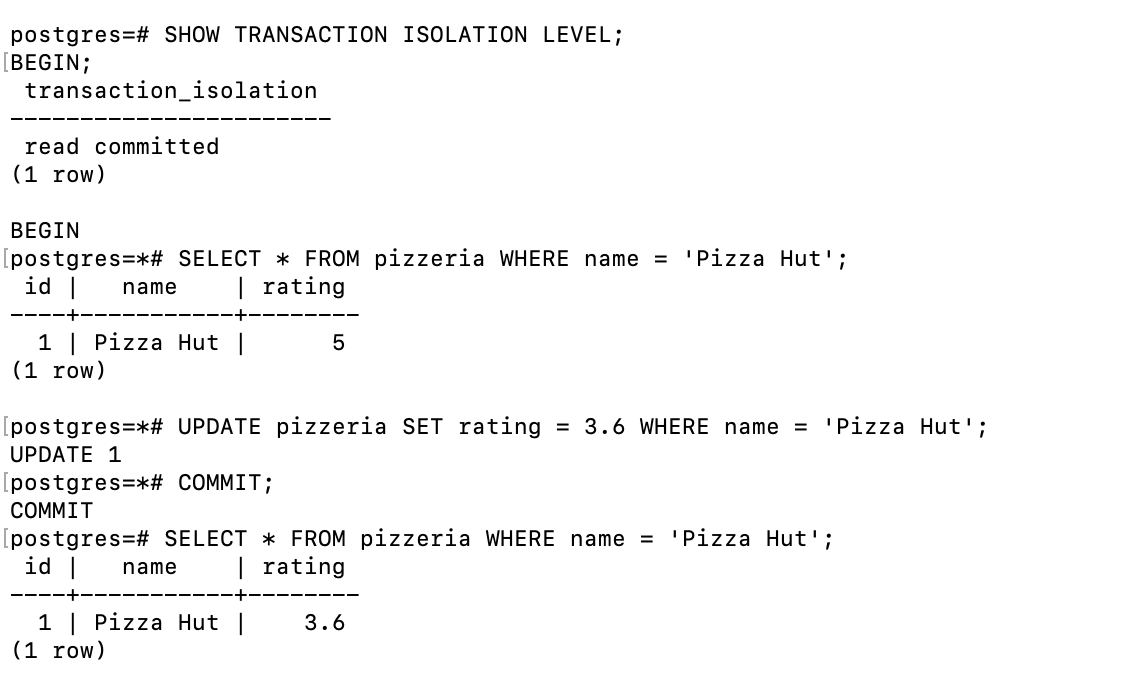 postgres=# SHOW TRANSACTION ISOLATION LEVEL;
[BEGIN;
 transaction_isolation
-----------------------
 read committed
(1 row)

BEGIN
[postgres=*# SELECT * FROM pizzeria WHERE name = 'Pizza Hut';
 id |   name    | rating
----+-----------+--------
  1 | Pizza Hut |      5
(1 row)

[postgres=*# UPDATE pizzeria SET rating = 3.6 WHERE name = 'Pizza Hut';
UPDATE 1
[postgres=*# COMMIT;
COMMIT
[postgres=# SELECT * FROM pizzeria WHERE name = 'Pizza Hut';
 id |   name    | rating
----+-----------+--------
  1 | Pizza Hut |    3.6
(1 row)